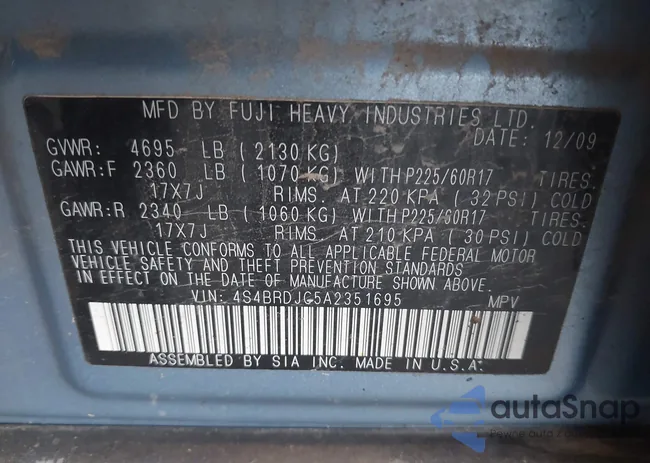 MFD BY FUJI HEAVY INDUSTRIES LTD.
DATE: 12/09
GVWR: 4695 LB (2130 KG)
GAWR:F 2360 LB (1070 KG) WITH P225/60R17 TIRES.
17X7J RIMS. AT 220 KPA (32 PSI) COLD
GAWR:R 2340 LB (1060 KG) WITH P225/60R17 TIRES.
17X7J RIMS. AT 210 KPA (30 PSI) COLD
THIS VEHICLE CONFORMS TO ALL APPLICABLE FEDERAL MOTOR
VEHICLE SAFETY AND THEFT PREVENTION STANDARDS
IN EFFECT ON THE DATE OF MANUFACTURE SHOWN ABOVE.
VIN: 4S4BRDJC5A2351695 MPV
ASSEMBLED BY SIA INC. MADE IN U.S.A.
autaSnap
Pewne auta z